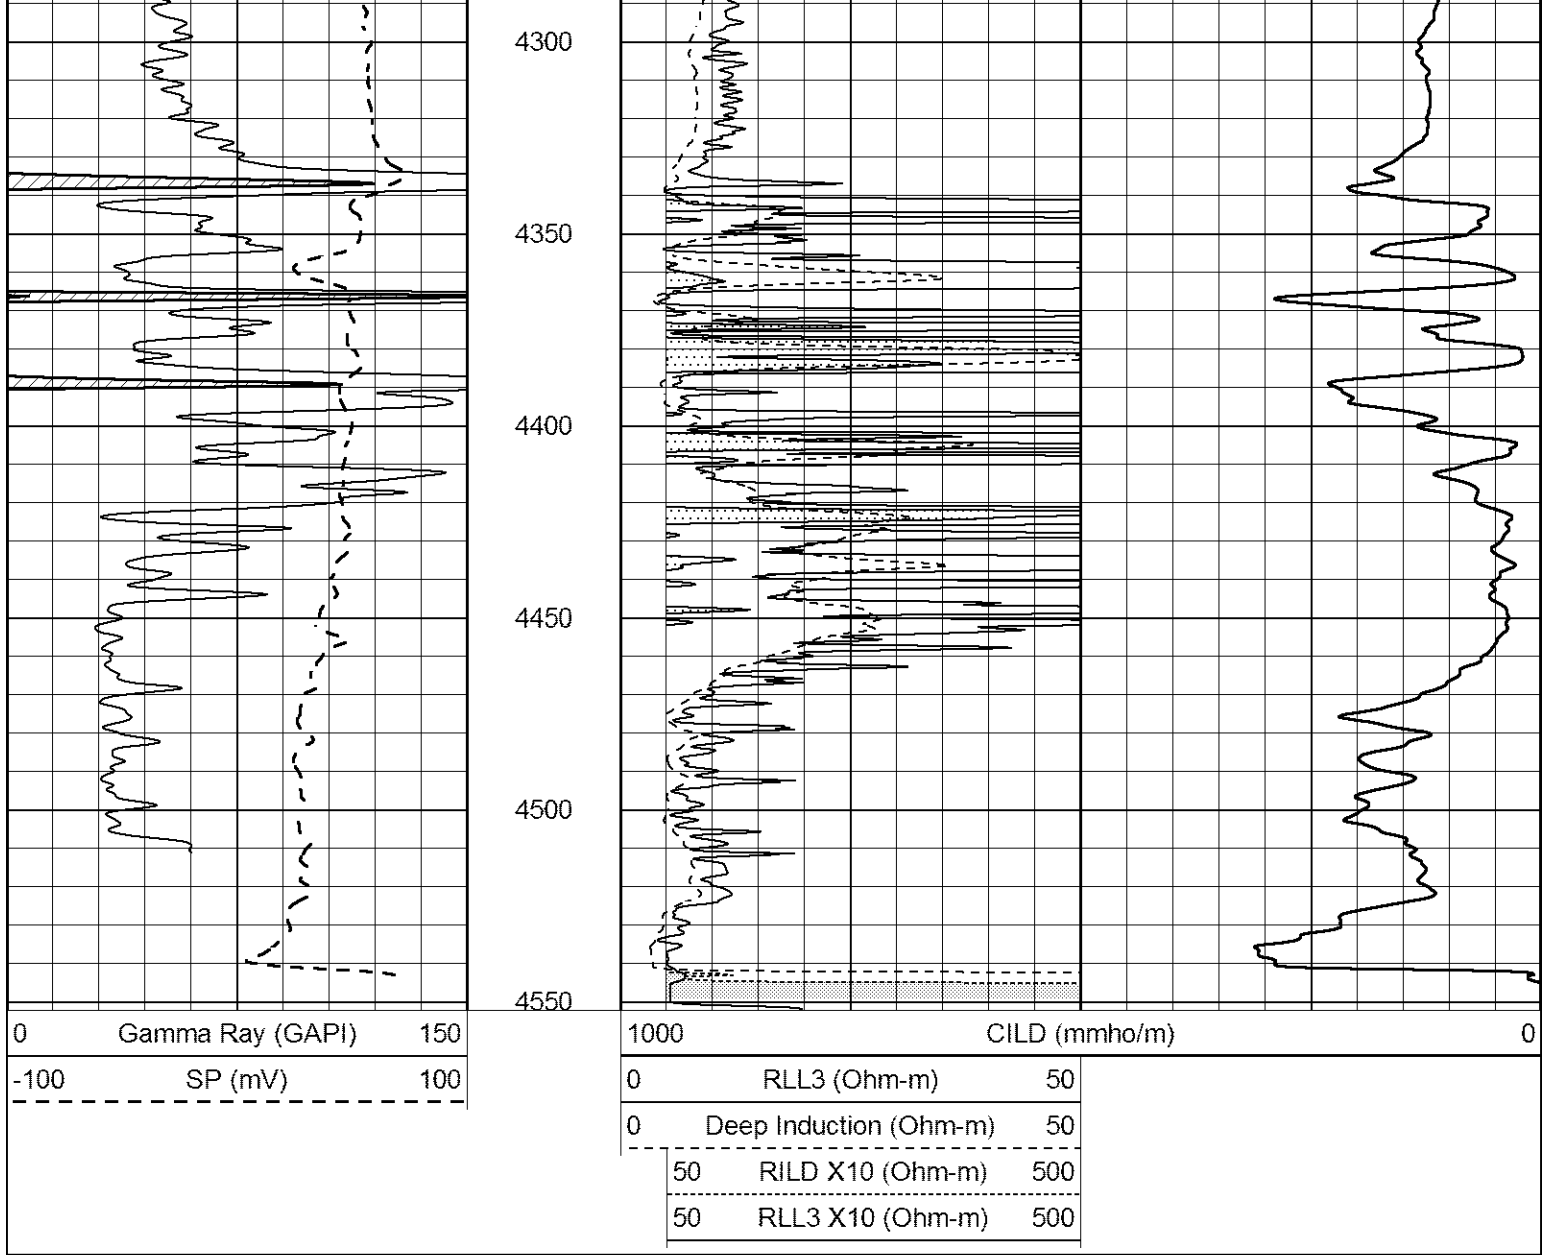 4300
4350
4400
4450
4500
4550
0 Gamma Ray (GAPI) 150
1000 CILD (mmho/m) 0
-100 SP (mV) 100
0 RLL3 (Ohm-m) 50
0 Deep Induction (Ohm-m) 50
50 RILD X10 (Ohm-m) 500
50 RLL3 X10 (Ohm-m) 500